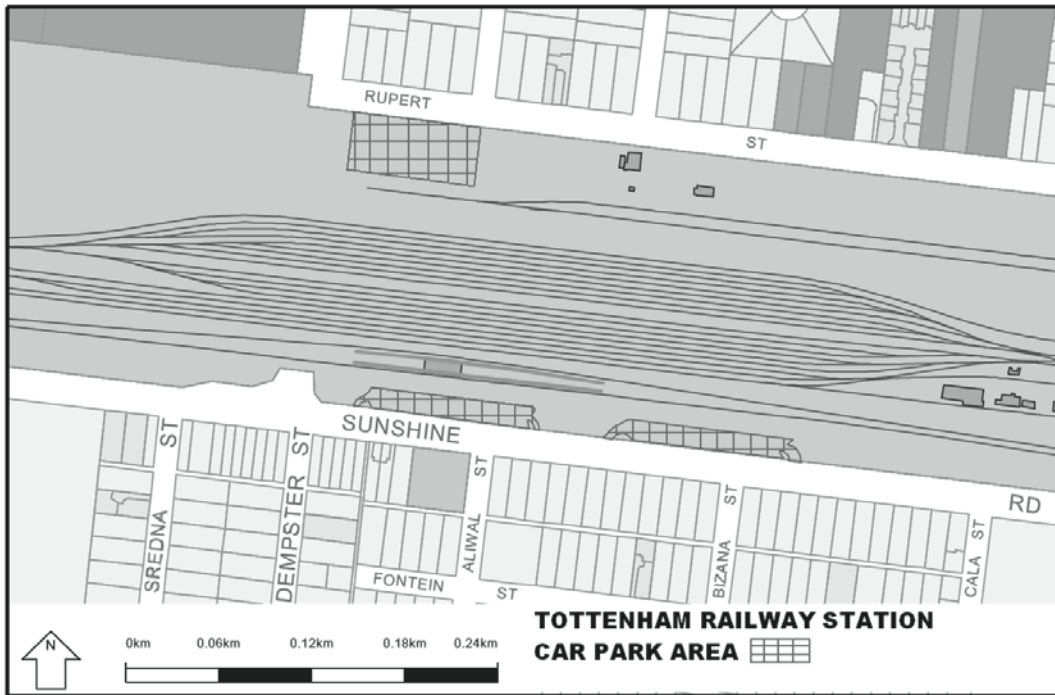 RUPERT
ST
SUNSHINE
RD
SREDNA ST
DEMPSTER ST
ALIWAL ST
BIZANA ST
CALA ST
FONTEIN ST
N
0km 0.06km 0.12km 0.18km 0.24km
TOTTENHAM RAILWAY STATION
CAR PARK AREA